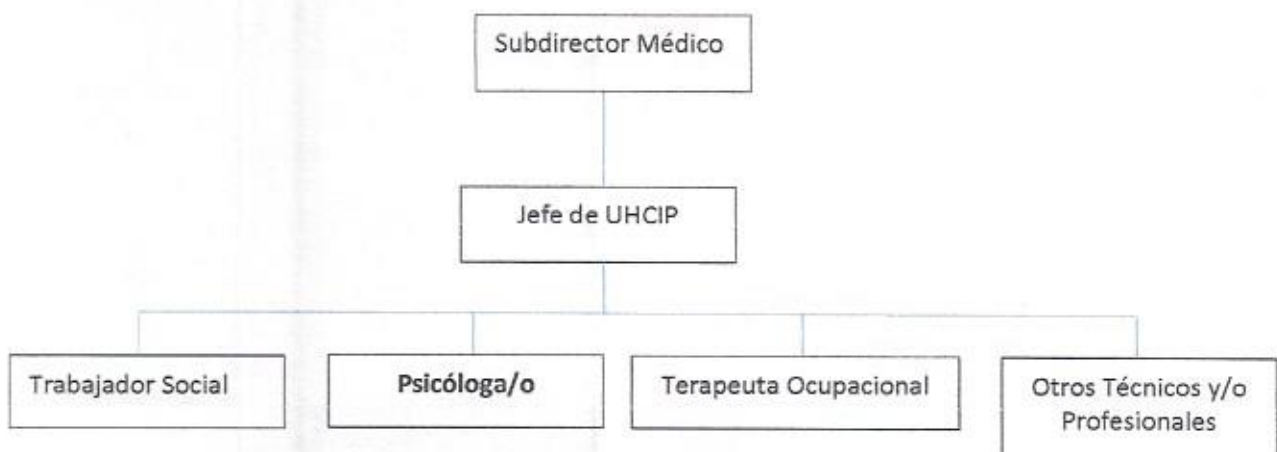 Subdirector Médico
Jefe de UHCIP
Trabajador Social
Psicóloga/o
Terapeuta Ocupacional
Otros Técnicos y/o
Profesionales